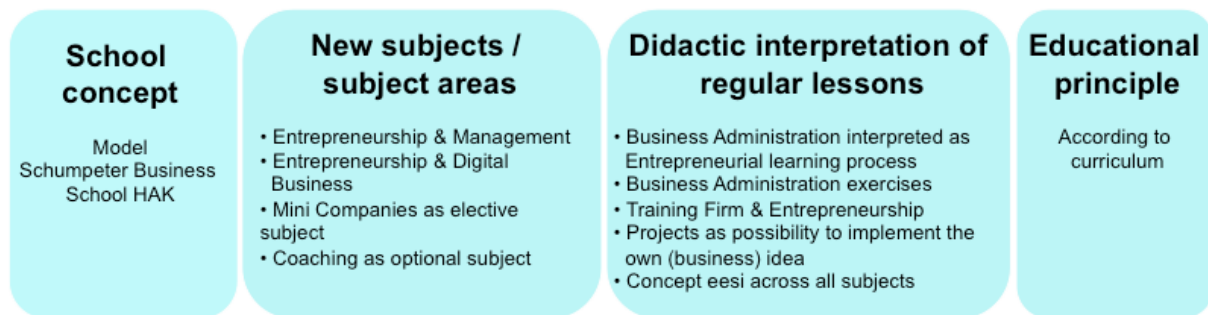 School
concept
Model
Schumpeter Business
School HAK
New subjects /
subject areas
• Entrepreneurship & Management
• Entrepreneurship & Digital
Business
• Mini Companies as elective
subject
• Coaching as optional subject
Didactic interpretation of
regular lessons
• Business Administration interpreted as
Entrepreneurial learning process
• Business Administration exercises
• Training Firm & Entrepreneurship
• Projects as possibility to implement the
own (business) idea
• Concept eesi across all subjects
Educational
principle
According to
curriculum